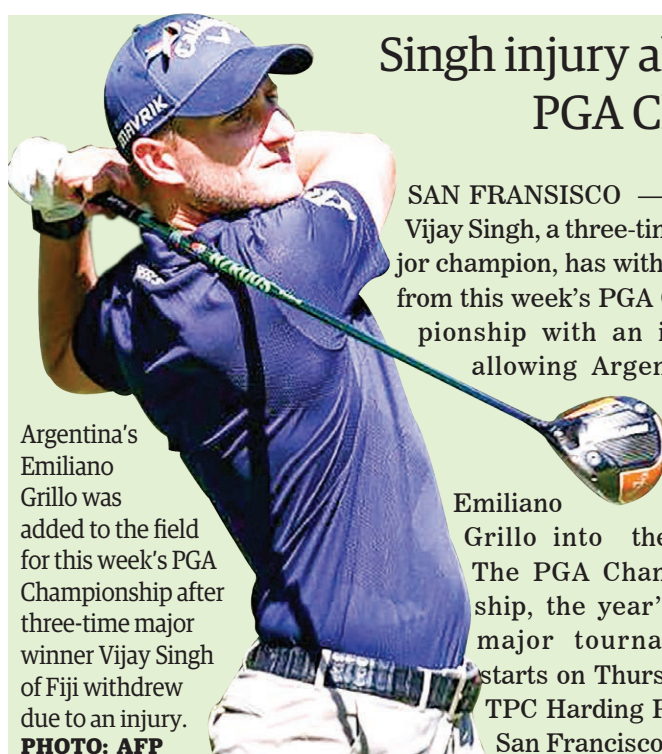 Singh injury a
PGA C
SAN FRANSISCO —
Vijay Singh, a three-tim
jor champion, has with
from this week's PGA
pionship with an i
allowing Argen
Emiliano
Grillo into the
The PGA Cham
ship, the year'
major tourna
starts on Thurs
TPC Harding P
San Francisco
Argentina's
Emiliano
Grillo was
added to the field
for this week's PGA
Championship after
three-time major
winner Vijay Singh
of Fiji withdrew
due to an injury.
PHOTO: AFP
Callaway
MAVRIK